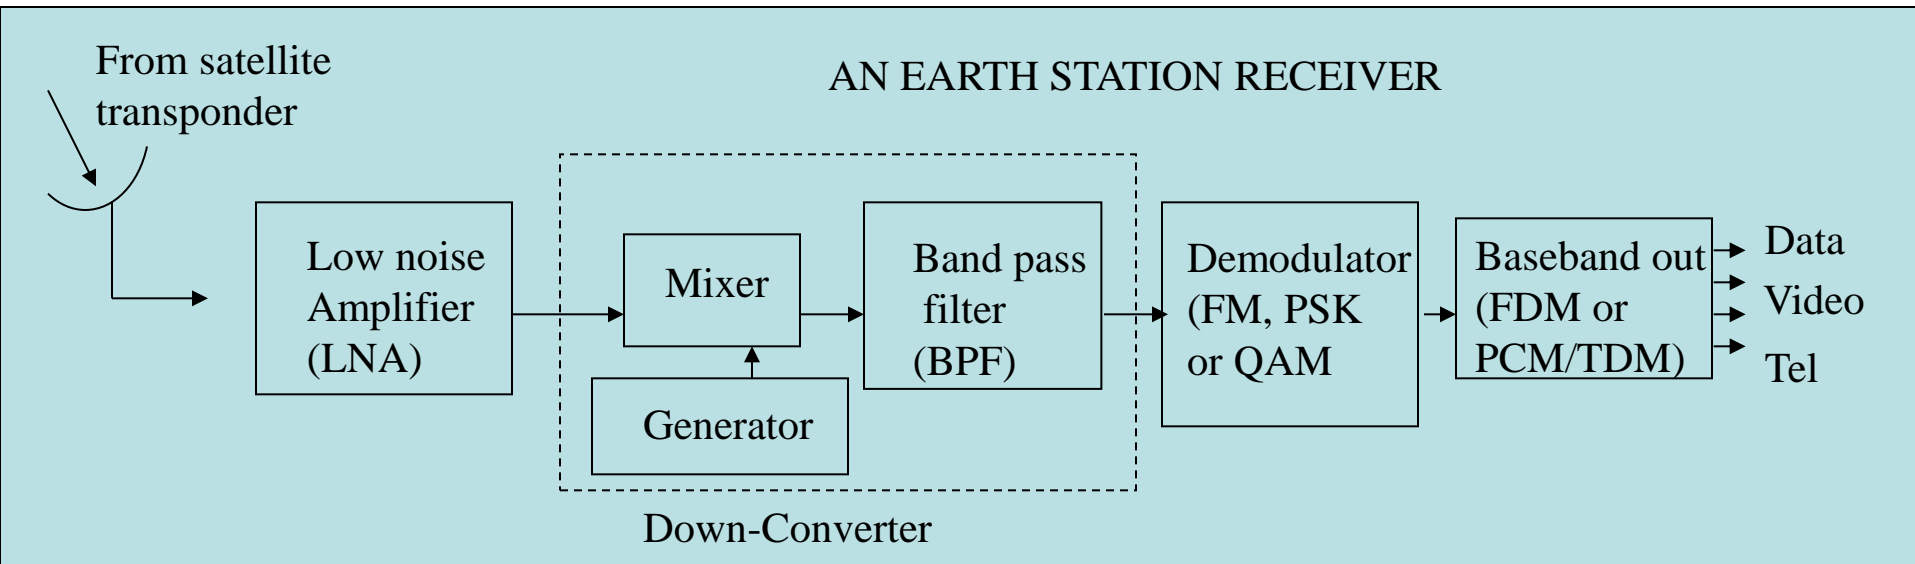 From satellite
transponder
AN EARTH STATION RECEIVER
Low noise
Amplifier
(LNA)
Mixer
Generator
Band pass
filter
(BPF)
Down-Converter
Demodulator
(FM, PSK
or QAM
Baseband out
(FDM or
PCM/TDM)
Data
Video
Tel